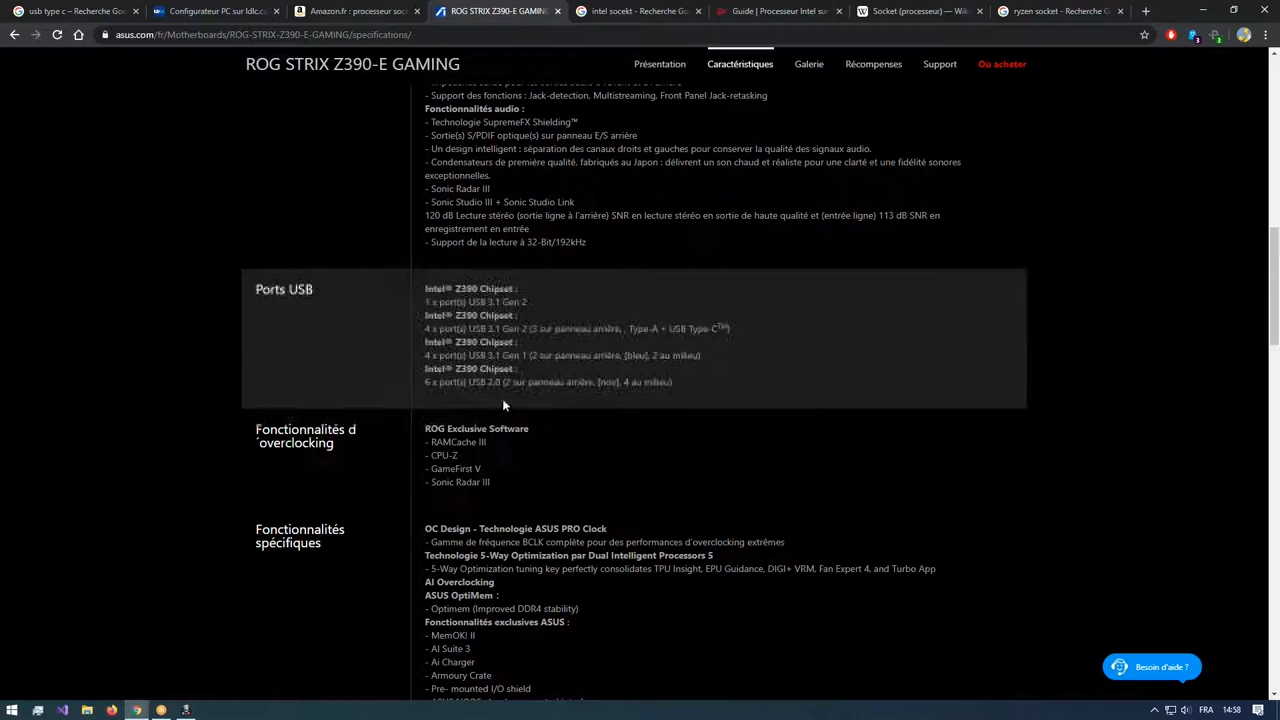 usb type c – Recherche Go
Configurateur PC sur ldlc.co
Amazon.fr : processeur sock
ROG STRIX Z390-E GAMING
intel sockt - Recherche Goo
Guide | Processeur Intel sur
Socket (processeur) — Wiki
ryzen socket - Recherche G
asus.com/fr/Motherboards/ROG-STRIX-Z390-E-GAMING/specifications/
ROG STRIX Z390-E GAMING
Présentation
Caractéristiques
Galerie
Récompenses
Support
Où acheter
- Support des fonctions : Jack-detection, Multistreaming, Front Panel Jack-retasking
Fonctionnalités audio :
- Technologie SupremeFX Shielding™
- Sortie(s) S/PDIF optique(s) sur panneau E/S arrière
- Un design intelligent : séparation des canaux droits et gauches pour conserver la qualité des signaux audio.
- Condensateurs de première qualité, fabriqués au Japon : délivrent un son chaud et réaliste pour une clarté et une fidélité sonores
exceptionnelles.
- Sonic Radar III
- Sonic Studio III + Sonic Studio Link
120 dB Lecture stéréo (sortie ligne à l'arrière) SNR en lecture stéréo en sortie de haute qualité et (entrée ligne) 113 dB SNR en
enregistrement en entrée
- Support de la lecture à 32-Bit/192kHz
Ports USB
Intel® Z390 Chipset :
1 x port(s) USB 3.1 Gen 2
Intel® Z390 Chipset :
4 x port(s) USB 3.1 Gen 2 (3 sur panneau arrière, , Type-A + USB Type-C™)
Intel® Z390 Chipset :
4 x port(s) USB 3.1 Gen 1 (2 sur panneau arrière, [bleu], 2 au milieu)
Intel® Z390 Chipset :
6 x port(s) USB 2.0 (2 sur panneau arrière, [noir], 4 au milieu)
Fonctionnalités d
´overclocking
ROG Exclusive Software
- RAMCache III
- CPU-Z
- GameFirst V
- Sonic Radar III
Fonctionnalités
spécifiques
OC Design - Technologie ASUS PRO Clock
- Gamme de fréquence BCLK complète pour des performances d'overclocking extrêmes
Technologie 5-Way Optimization par Dual Intelligent Processors 5
- 5-Way Optimization tuning key perfectly consolidates TPU Insight, EPU Guidance, DIGI+ VRM, Fan Expert 4, and Turbo App
AI Overclocking
ASUS OptiMem :
- Optimem (Improved DDR4 stability)
Fonctionnalités exclusives ASUS :
- MemOK! II
- AI Suite 3
- Ai Charger
- Armoury Crate
- Pre- mounted I/O shield
Besoin d'aide ?
FRA
14:58